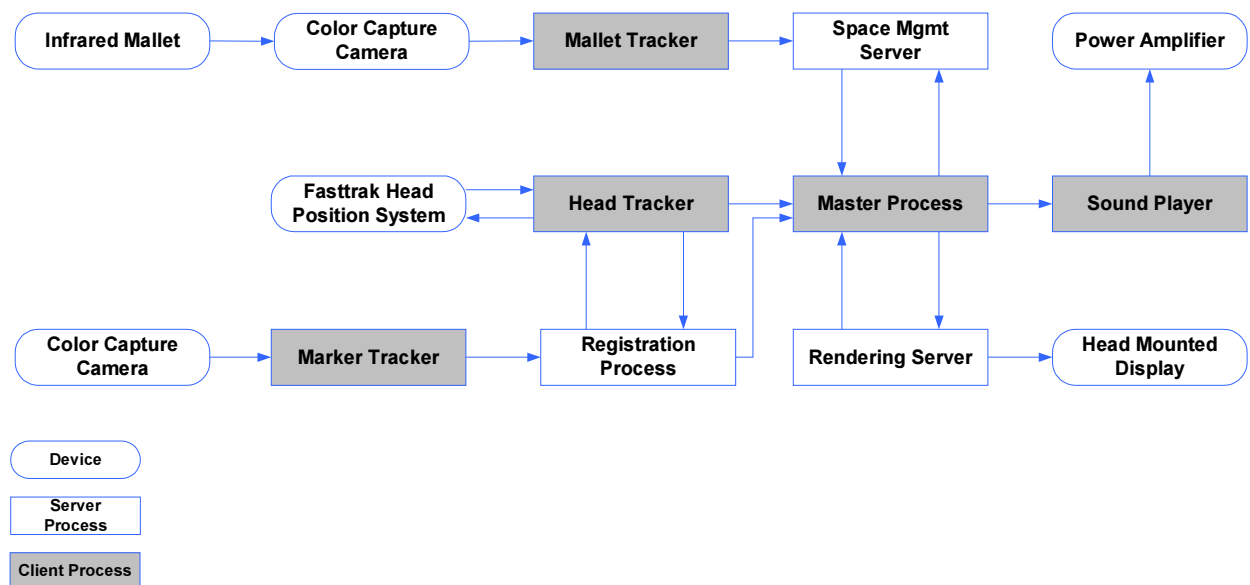 Infrared Mallet
Color Capture
Camera
Mallet Tracker
Space Mgmt
Server
Power Amplifier
Fasttrak Head
Position System
Head Tracker
Master Process
Sound Player
Color Capture
Camera
Marker Tracker
Registration
Process
Rendering Server
Head Mounted
Display
Device
Server
Process
Client Process